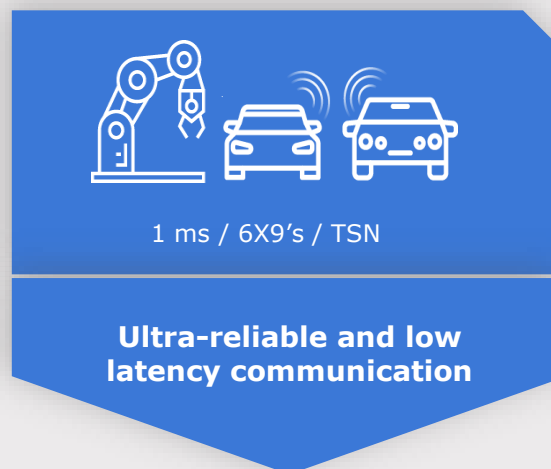 1 ms / 6X9’s / TSN
Ultra-reliable and low
latency communication